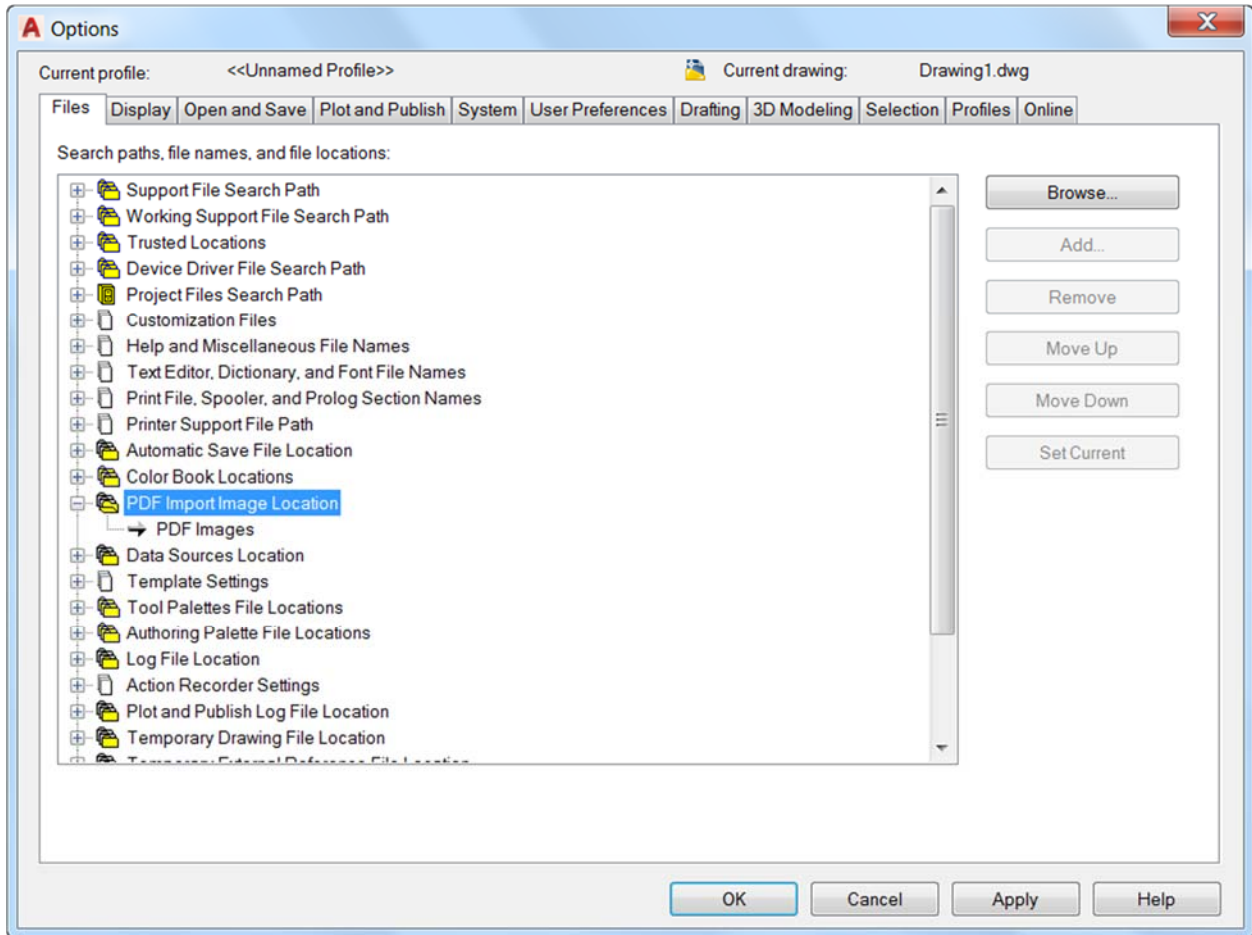 Options
Current profile: <<Unnamed Profile>> Current drawing: Drawing1.dwg
Files Display Open and Save Plot and Publish System User Preferences Drafting 3D Modeling Selection Profiles Online
Search paths, file names, and file locations:
Support File Search Path
Working Support File Search Path
Trusted Locations
Device Driver File Search Path
Project Files Search Path
Customization Files
Help and Miscellaneous File Names
Text Editor, Dictionary, and Font File Names
Print File, Spooler, and Prolog Section Names
Printer Support File Path
Automatic Save File Location
Color Book Locations
PDF Import Image Location
PDF Images
Data Sources Location
Template Settings
Tool Palettes File Locations
Authoring Palette File Locations
Log File Location
Action Recorder Settings
Plot and Publish Log File Location
Temporary Drawing File Location
Temporary External Reference File Location
Browse...
Add...
Remove
Move Up
Move Down
Set Current
OK Cancel Apply Help